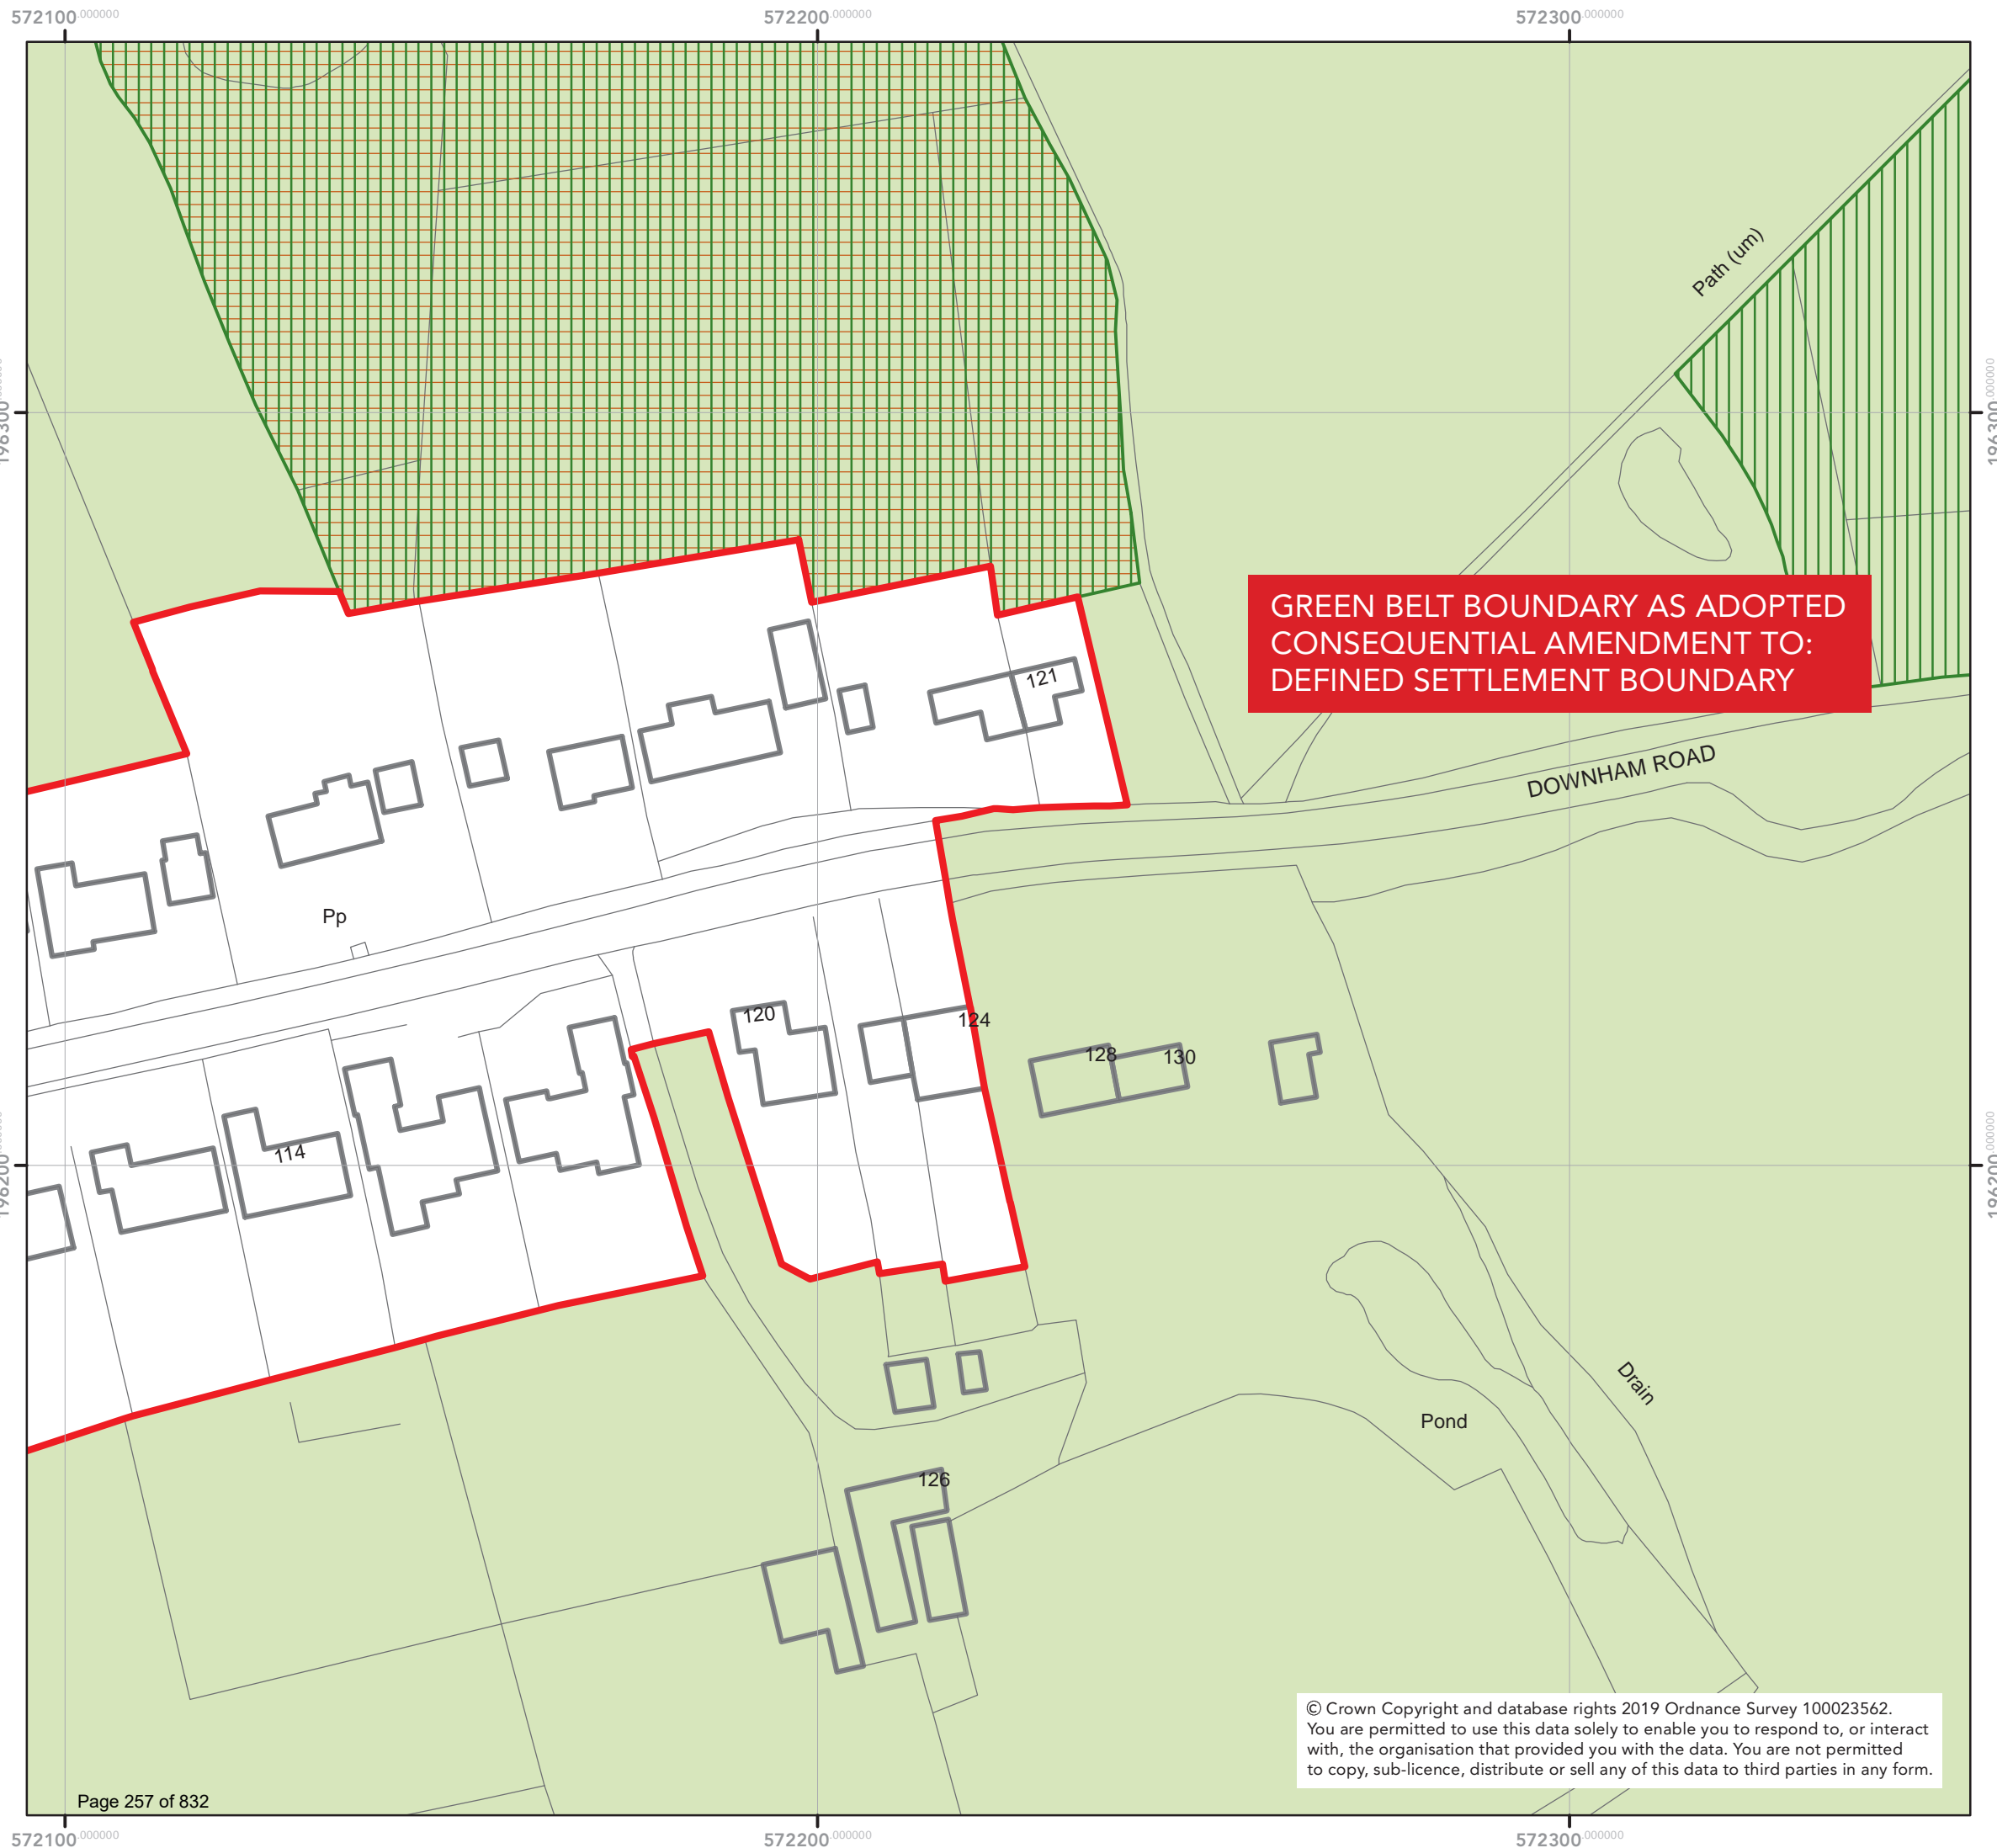 572100.000000 572200.000000 572300.000000
Path (um)
196300.000000 196300.000000
GREEN BELT BOUNDARY AS ADOPTED
CONSEQUENTIAL AMENDMENT TO:
DEFINED SETTLEMENT BOUNDARY
121
DOWNHAM ROAD
Pp
120
124
128
130
114
196200.000000 196200.000000
Drain
Pond
126
© Crown Copyright and database rights 2019 Ordnance Survey 100023562.
You are permitted to use this data solely to enable you to respond to, or interact
with, the organisation that provided you with the data. You are not permitted
to copy, sub-licence, distribute or sell any of this data to third parties in any form.
Page 257 of 832
572100.000000 572200.000000 572300.000000